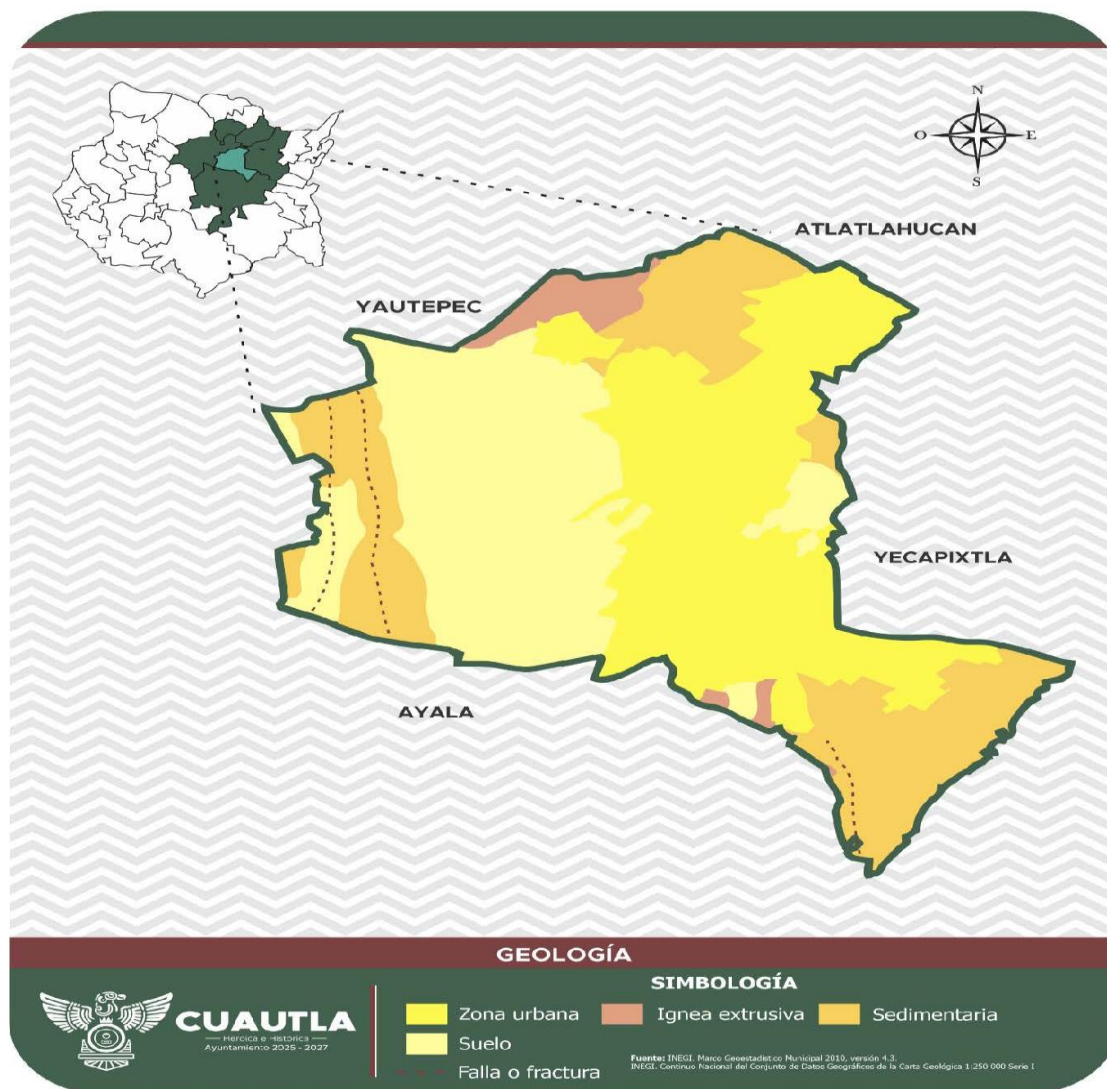 N
O
E
S
ATLATLAHUCAN
YAUTEPEC
YECAPIXTLA
AYALA
GEOLOGÍA
SIMBOLOGÍA
CUAUTLA
Heroica e Histórica
Ayuntamiento 2025 - 2027
Zona urbana
Ignea extrusiva
Sedimentaria
Suelo
Falla o fractura
Fuente: INEGI. Marco Geoestadístico Municipal 2010, versión 4.3.
INEGI. Continuo Nacional del Conjunto de Datos Geográficos de la Carta Geológica 1:250 000 Serie I